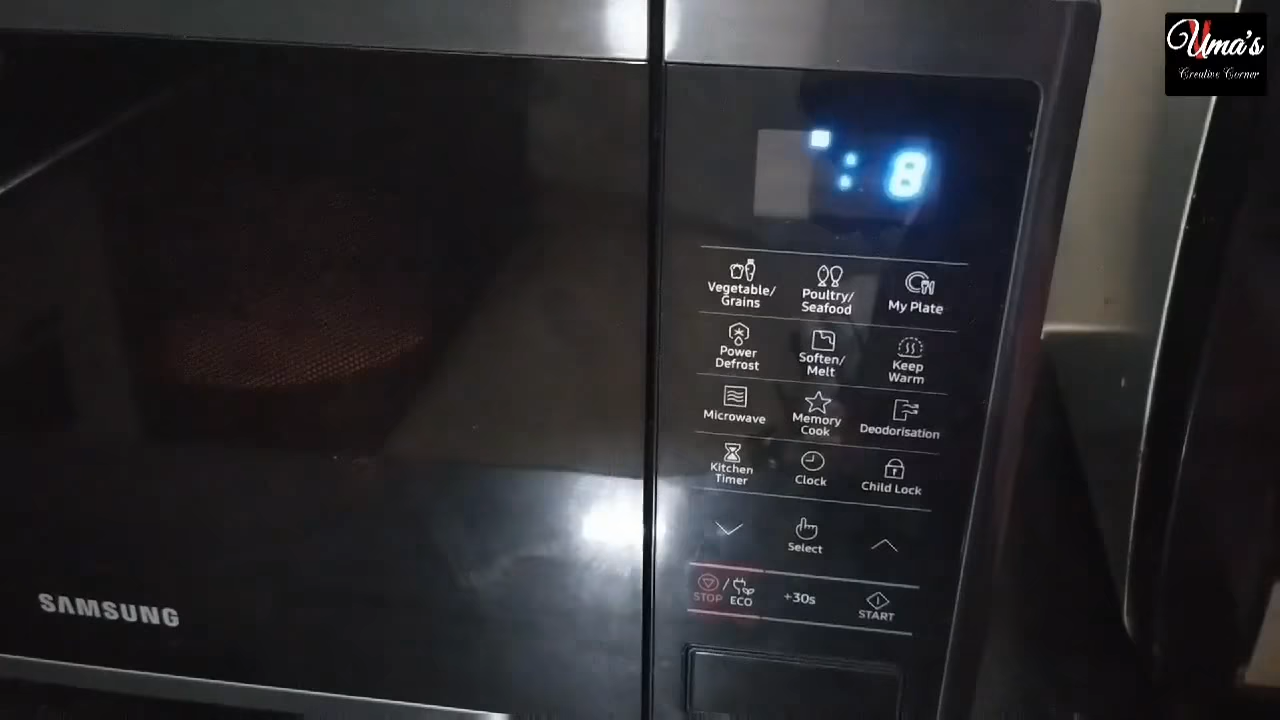 Uma's
Creative Corner
: 8
Vegetable/
Grains
Poultry/
Seafood
My Plate
Power
Defrost
Soften/
Melt
Keep
Warm
Microwave
Memory
Cook
Deodorisation
Kitchen
Timer
Clock
Child Lock
Select
STOP / ECO
+30s
START
SAMSUNG